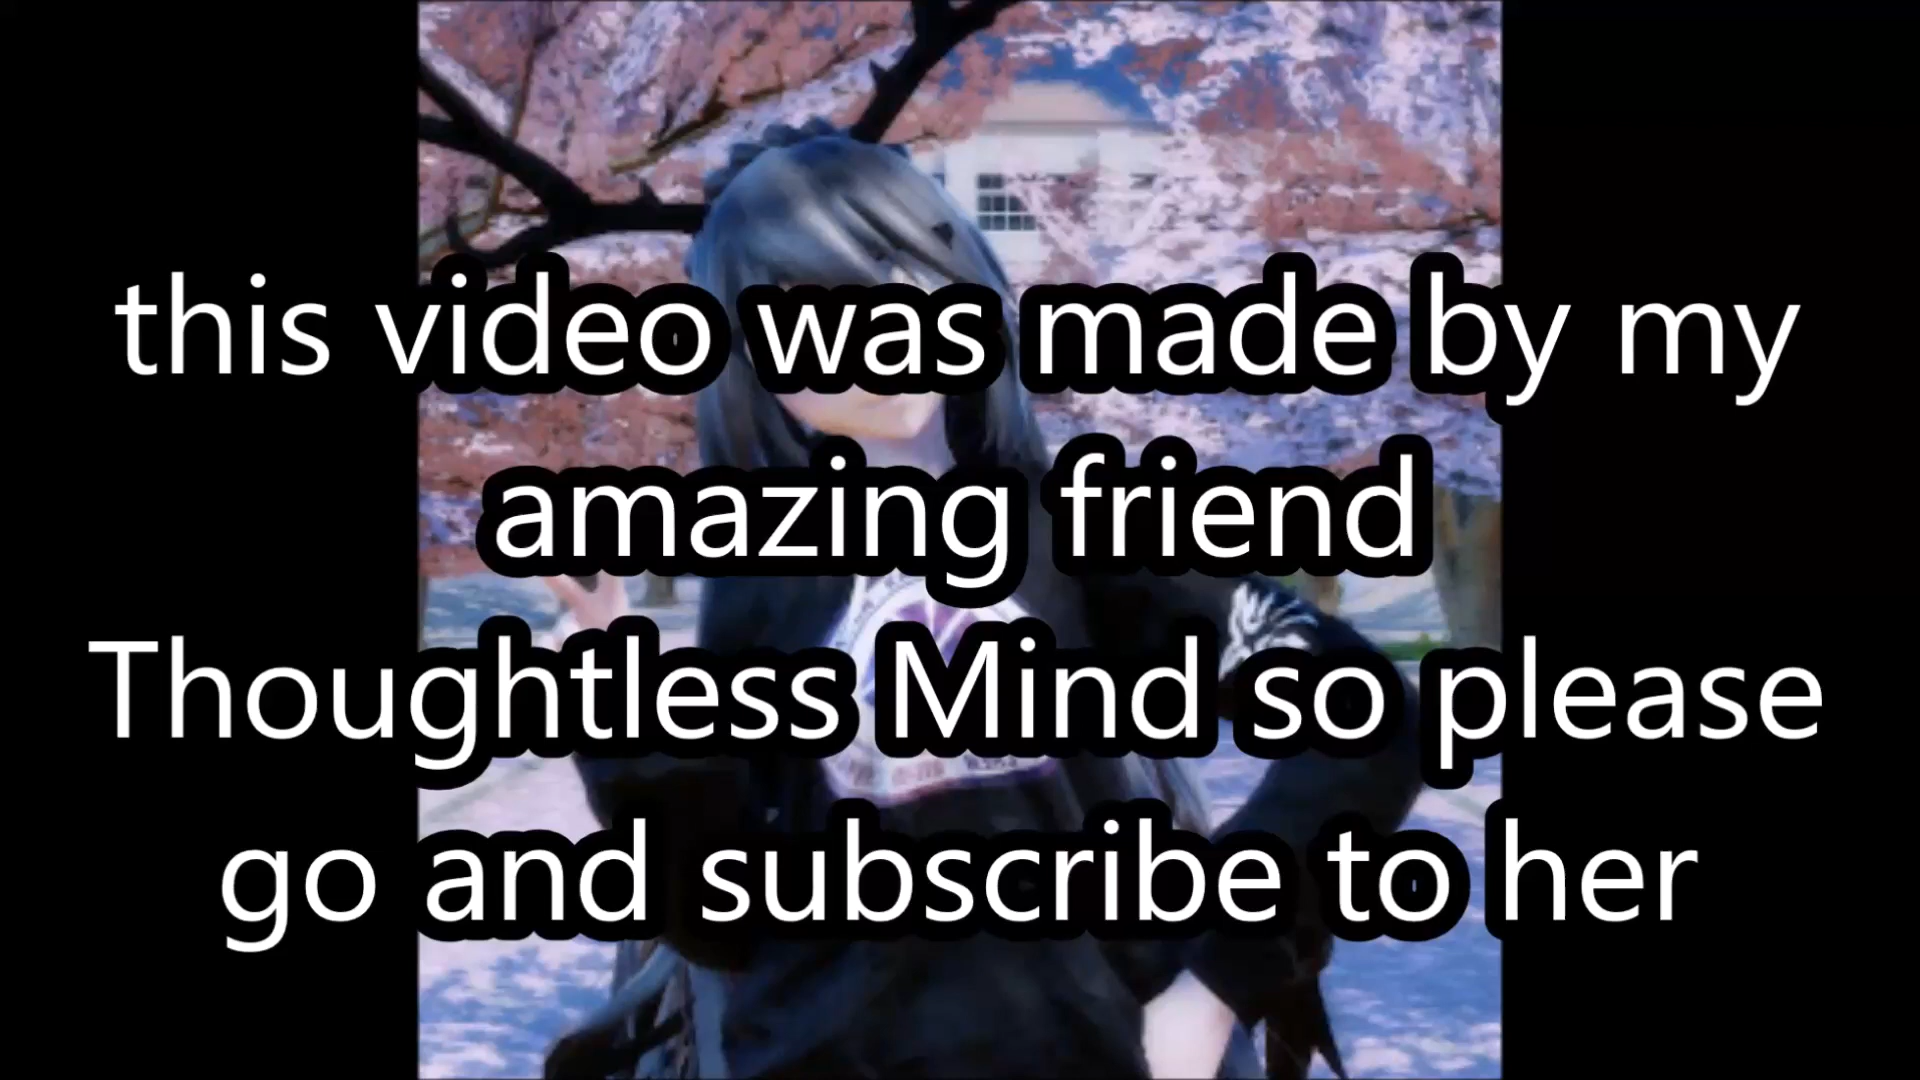 this video was made by my
amazing friend
Thoughtless Mind so please
go and subscribe to her